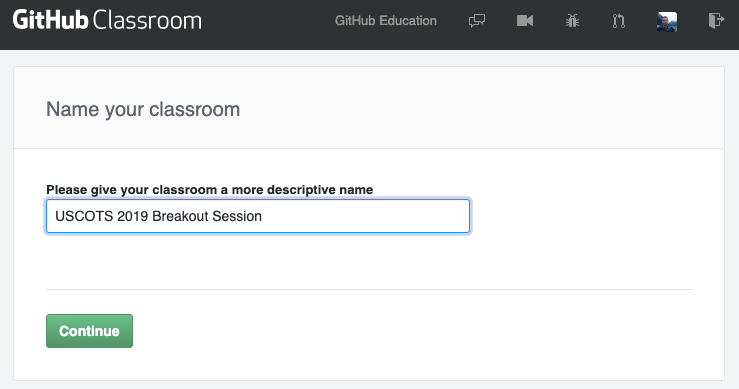 GitHub Classroom
GitHub Education
Name your classroom
Please give your classroom a more descriptive name
USCOTS 2019 Breakout Session
Continue